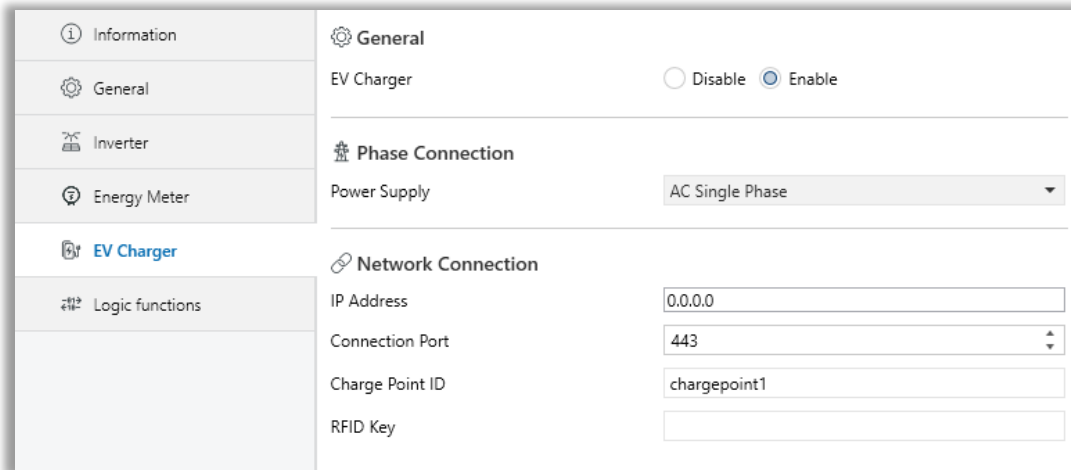 Information
General
Inverter
Energy Meter
EV Charger
Logic functions
General
EV Charger Disable Enable
Phase Connection
Power Supply AC Single Phase
Network Connection
IP Address 0.0.0.0
Connection Port 443
Charge Point ID chargepoint1
RFID Key